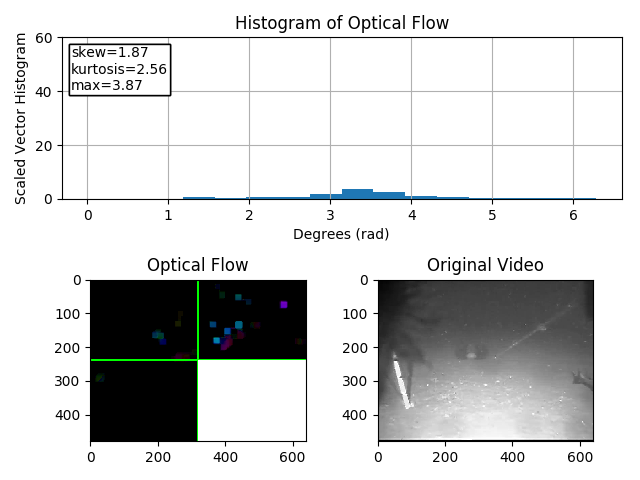 Histogram of Optical Flow
Scaled Vector Histogram
60
40
20
0
skew=1.87
kurtosis=2.56
max=3.87
0 1 2 3 4 5 6
Degrees (rad)
Optical Flow
0
100
200
300
400
0 200 400 600
Original Video
0
100
200
300
400
0 200 400 600